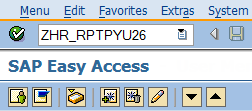 Menu Edit Favorites Extras System
ZHR_RPTPYU26
SAP Easy Access